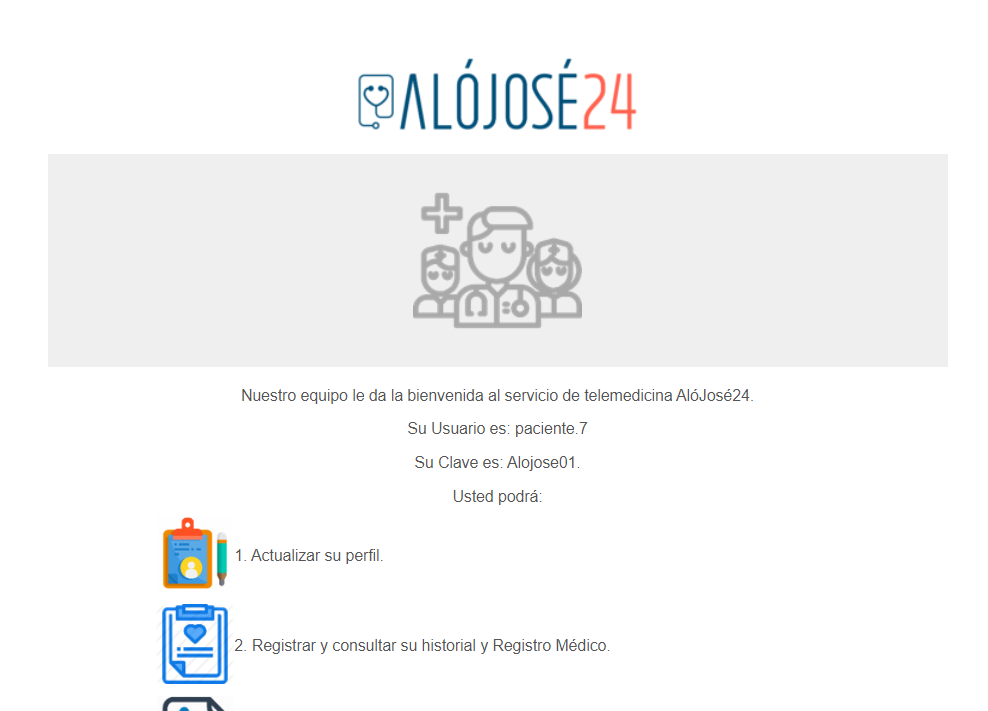 ALÓJOSÉ24
Nuestro equipo le da la bienvenida al servicio de telemedicina AlóJosé24.
Su Usuario es: paciente.7
Su Clave es: Alojose01.
Usted podrá:
1. Actualizar su perfil.
2. Registrar y consultar su historial y Registro Médico.